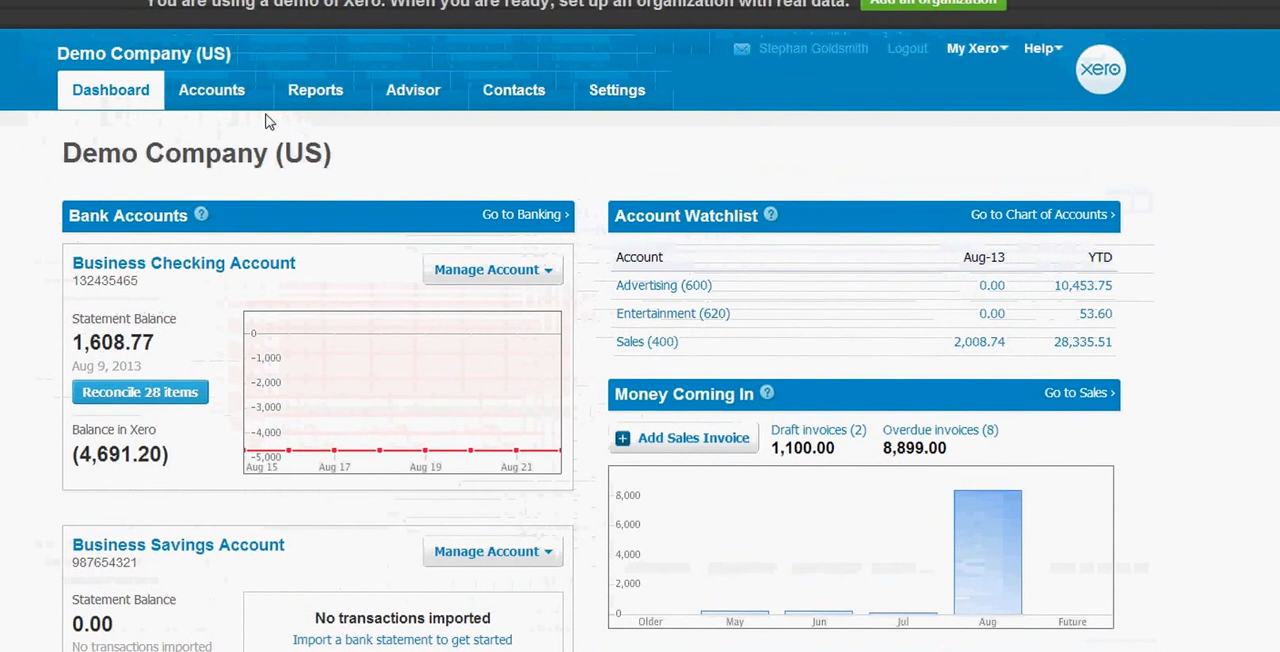 You are using a demo of Xero. When you are ready, set up an organization with real data. Add an organization
Demo Company (US)
Stephan Goldsmith Logout My Xero Help
xero
Dashboard Accounts Reports Advisor Contacts Settings
Demo Company (US)
Bank Accounts ? Go to Banking ›
Business Checking Account
132435465
Manage Account
Statement Balance
1,608.77
Aug 9, 2013
Reconcile 28 items
Balance in Xero
(4,691.20)
0
-1,000
-2,000
-3,000
-4,000
-5,000
Aug 15 Aug 17 Aug 19 Aug 21
Business Savings Account
987654321
Manage Account
Statement Balance
0.00
No transactions imported
No transactions imported
Import a bank statement to get started
Account Watchlist ? Go to Chart of Accounts ›
Account Aug-13 YTD
Advertising (600) 0.00 10,453.75
Entertainment (620) 0.00 53.60
Sales (400) 2,008.74 28,335.51
Money Coming In ? Go to Sales ›
+ Add Sales Invoice
Draft invoices (2) Overdue invoices (8)
1,100.00 8,899.00
8,000
6,000
4,000
2,000
0
Older May Jun Jul Aug Future